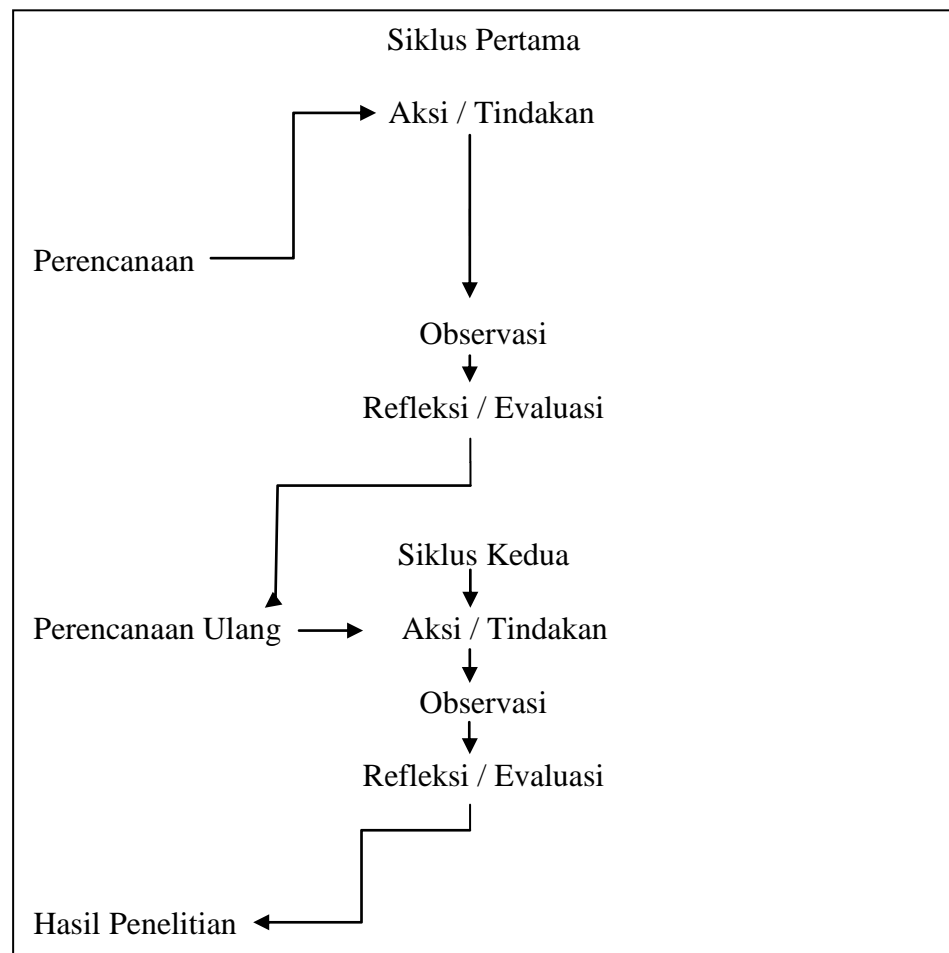 Siklus Pertama
Aksi / Tindakan
Perencanaan
Observasi
Refleksi / Evaluasi
Siklus Kedua
Perencanaan Ulang Aksi / Tindakan
Observasi
Refleksi / Evaluasi
Hasil Penelitian